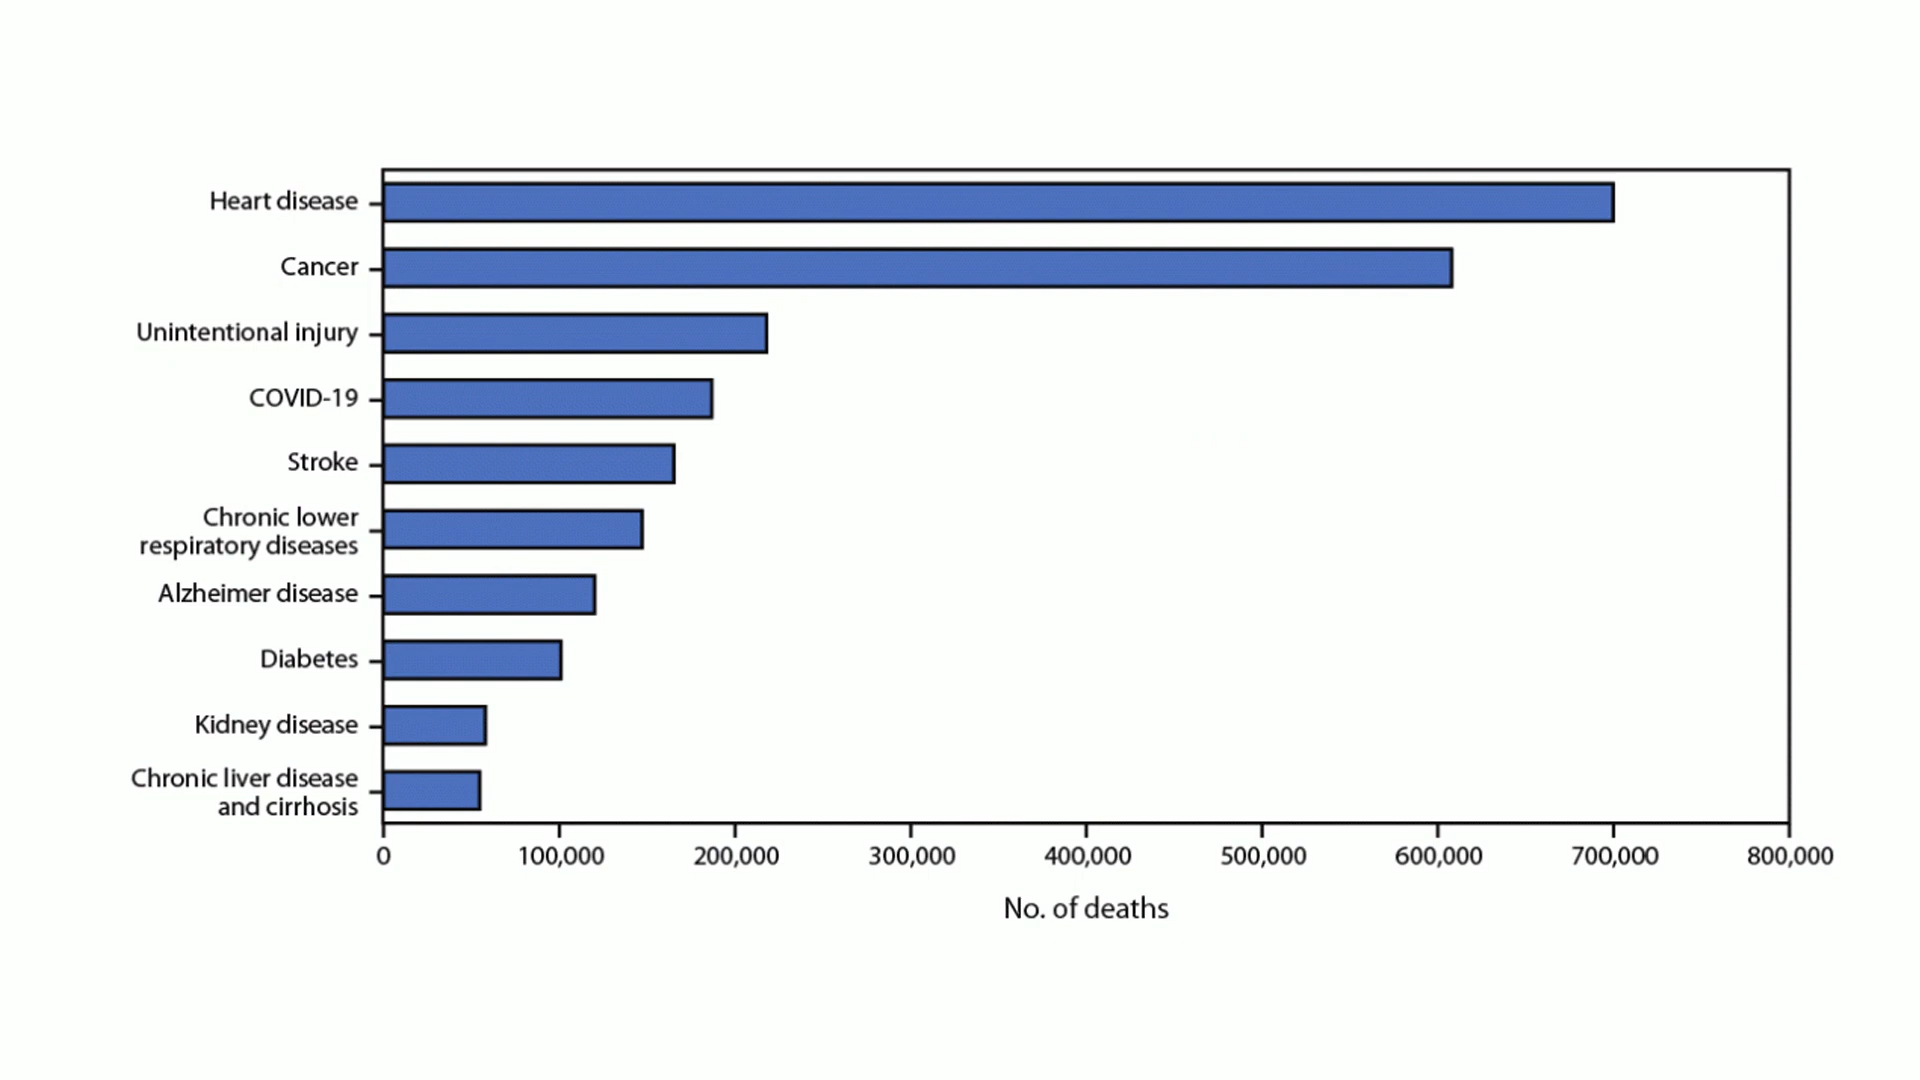 Heart disease
Cancer
Unintentional injury
COVID-19
Stroke
Chronic lower
respiratory diseases
Alzheimer disease
Diabetes
Kidney disease
Chronic liver disease
and cirrhosis
0 100,000 200,000 300,000 400,000 500,000 600,000 700,000 800,000
No. of deaths